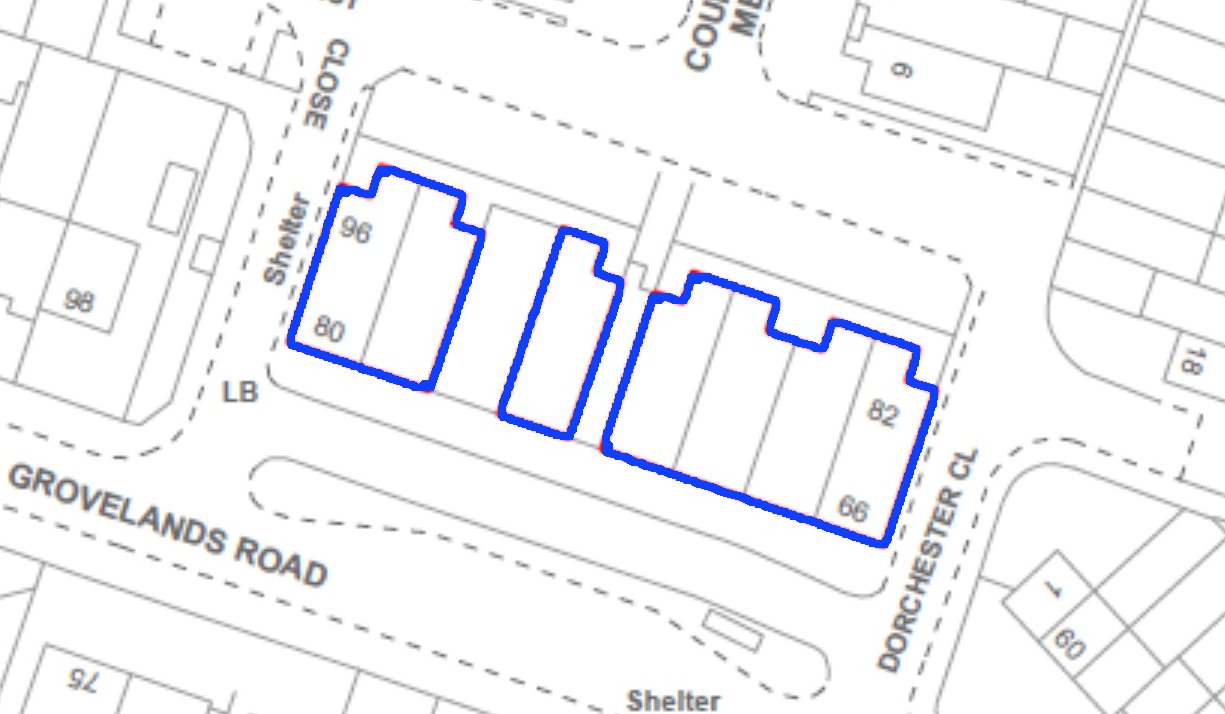 COU
ME
CLOSE
9
Shelter
96
80
98
LB
18
82
66
GROVELANDS ROAD
DORCHESTER CL
7
60
75
Shelter